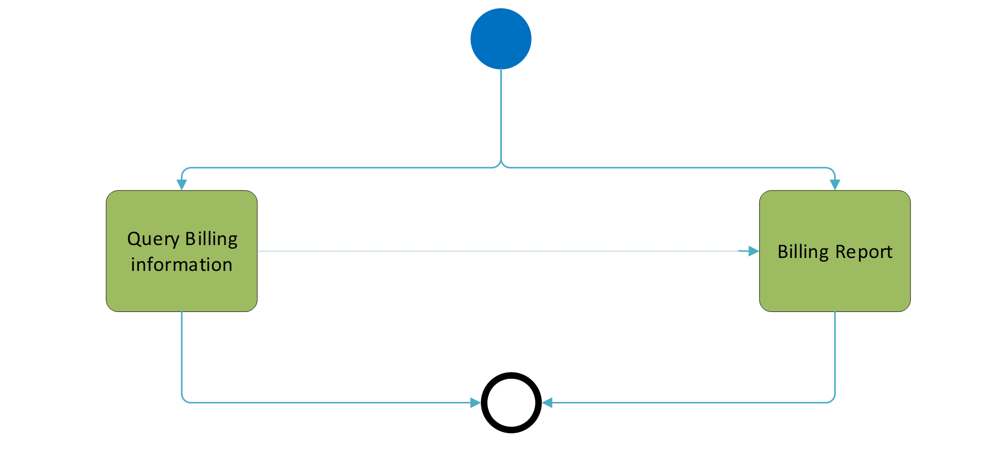 Query Billing
information
Billing Report